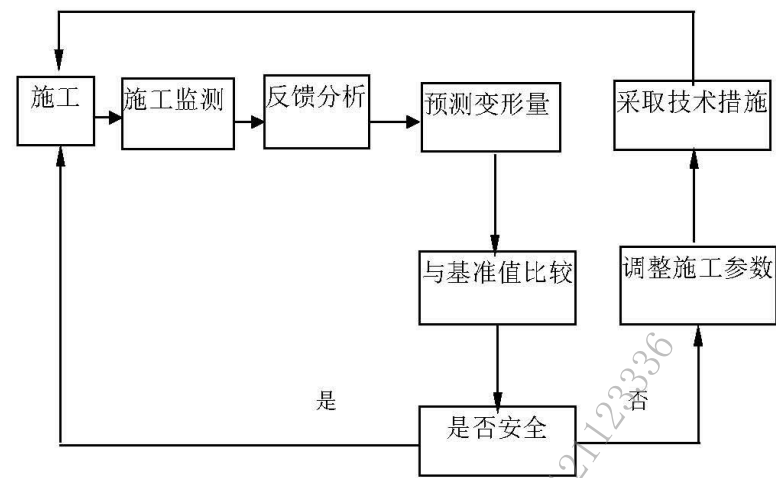 施工
施工监测
反馈分析
预测变形量
采取技术措施
与基准值比较
调整施工参数
是
否
是否安全
21123336